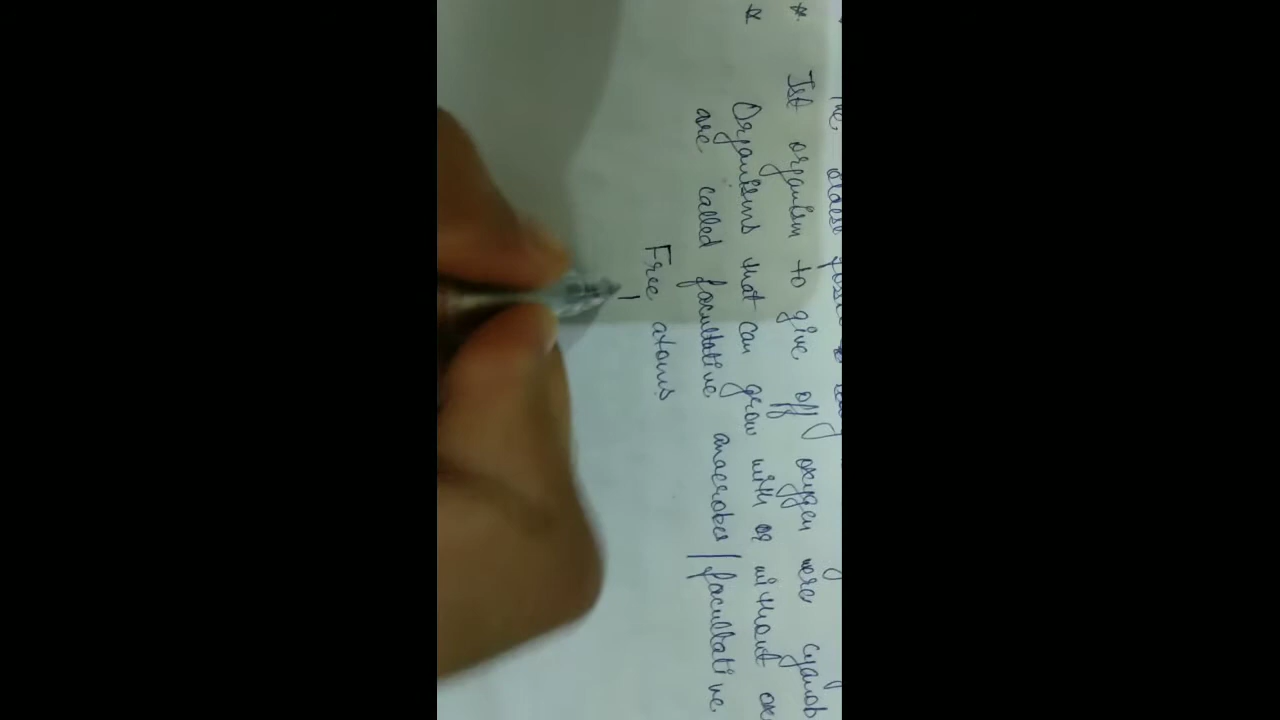 * Ist organism to give off oxygen were cyanob
* Organisms that can grow with or without ox
are called facultative anaerobes/facultative
Free atoms